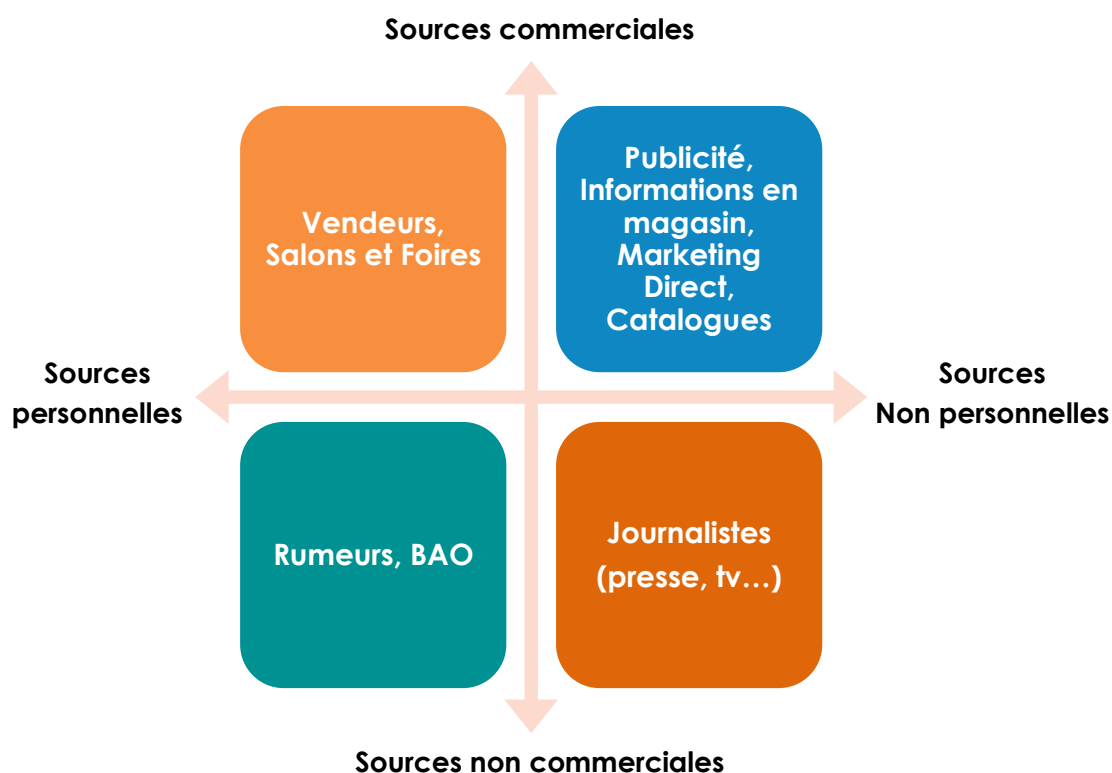 Sources commerciales
Vendeurs,
Salons et Foires
Publicité,
Informations en
magasin,
Marketing
Direct,
Catalogues
Sources
personnelles
Sources
Non personnelles
Rumeurs, BAO
Journalistes
(presse, tv…)
Sources non commerciales